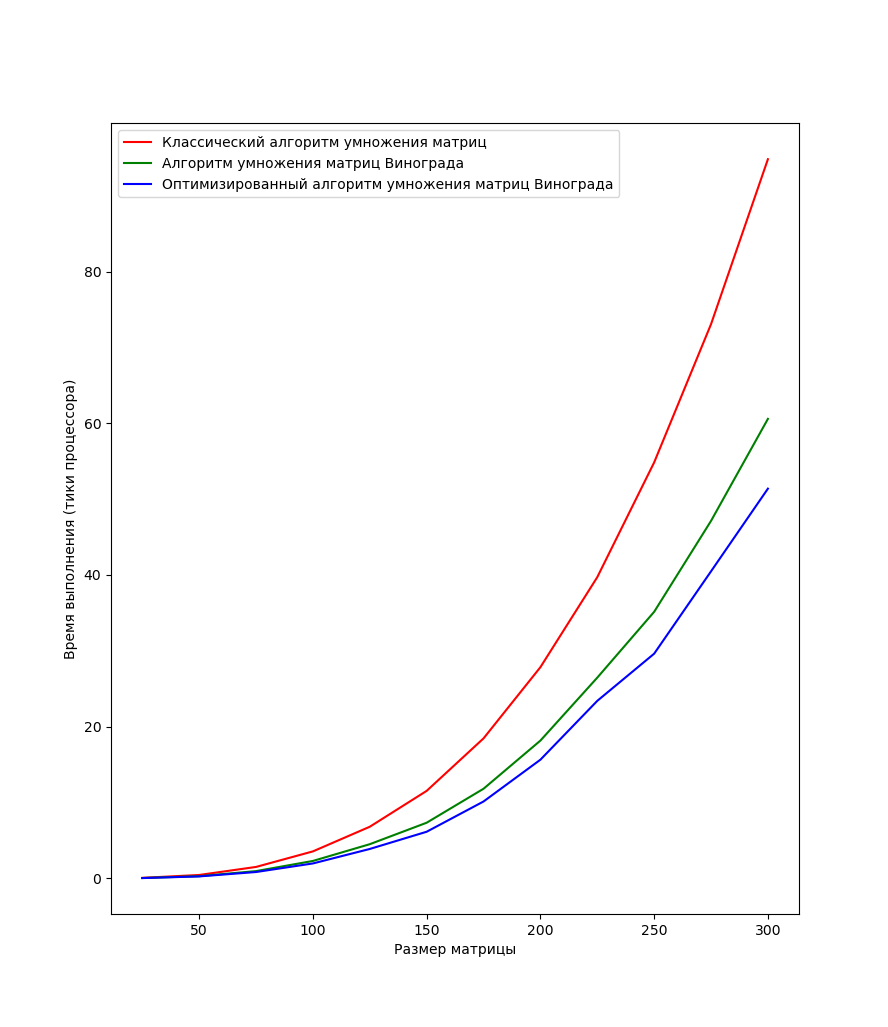 Классический алгоритм умножения матриц
Алгоритм умножения матриц Винограда
Оптимизированный алгоритм умножения матриц Винограда
80
60
40
20
0
Время выполнения (тики процессора)
50 100 150 200 250 300
Размер матрицы